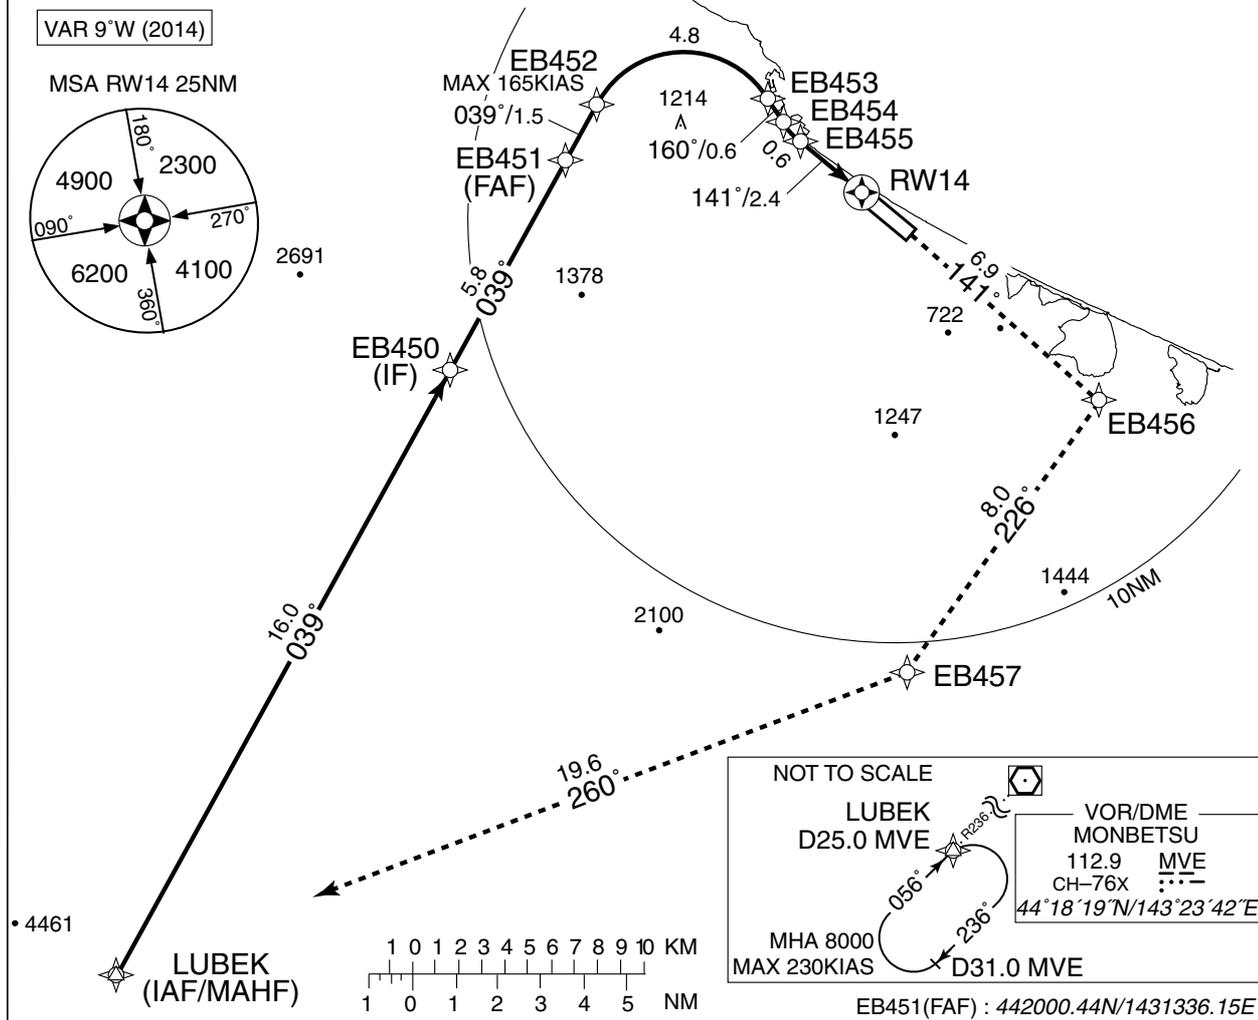 VAR 9°W (2014)
MSA RW14 25NM
180°
2300
4900
270°
090°
6200
4100
360°
EB452
MAX 165KIAS
039°/1.5
4.8
1214
EB453
EB454
EB455
160°/0.6
0.6
141°/2.4
RW14
EB451
(FAF)
2691
5.8
039°
1378
6.9
141°
722
EB450
(IF)
1247
EB456
8.0
226°
1444
10NM
16.0
039°
2100
EB457
19.6
260°
4461
LUBEK
(IAF/MAHF)
1 0 1 2 3 4 5 6 7 8 9 10 KM
1 0 1 2 3 4 5 NM
NOT TO SCALE
LUBEK
D25.0 MVE
R236
056°
236°
MHA 8000
MAX 230KIAS
D31.0 MVE
VOR/DME
MONBETSU
112.9 MVE
CH–76X
44°18´19˝N/143°23´42˝E
EB451(FAF) : 442000.44N/1431336.15E